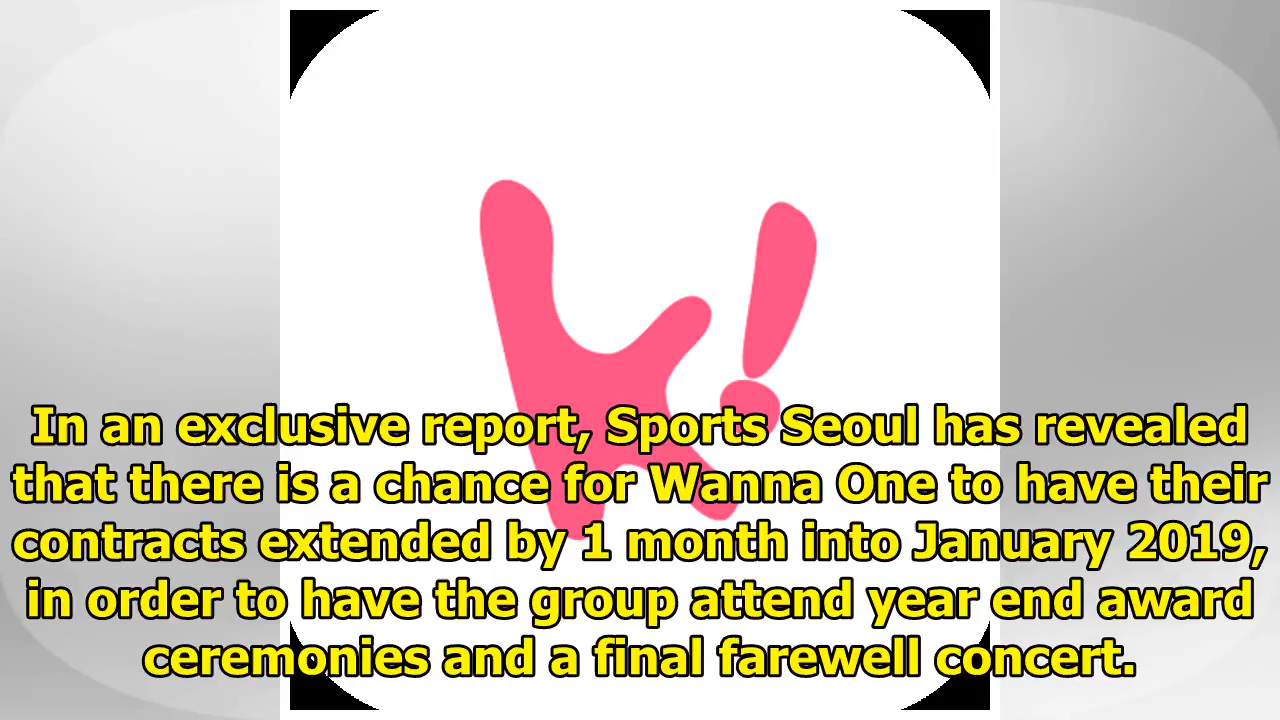 k!
In an exclusive report, Sports Seoul has revealed
that there is a chance for Wanna One to have their
contracts extended by 1 month into January 2019,
in order to have the group attend year end award
ceremonies and a final farewell concert.